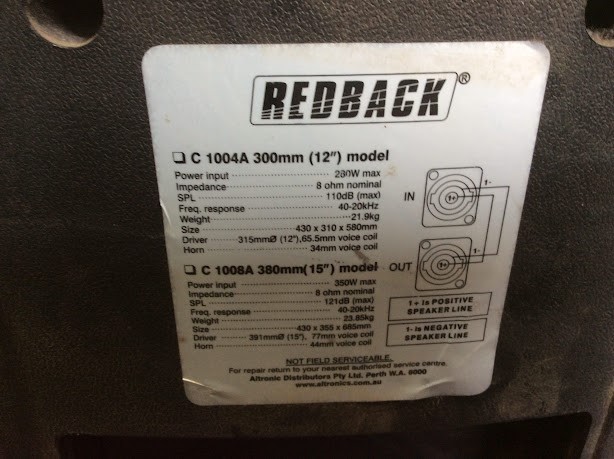 REDBACK®
❑ C 1004A 300mm (12") model
Power input 280W max
Impedance 8 ohm nominal
SPL 110dB (max)
Freq. response 40-20kHz
Weight 21.9kg
Size 430 x 310 x 580mm
Driver 315mmØ (12"), 65.5mm voice coil
Horn 34mm voice coil
❑ C 1008A 380mm(15") model
Power input 350W max
Impedance 8 ohm nominal
SPL 121dB (max)
Freq. response 40-20kHz
Weight 23.85kg
Size 430 x 355 x 685mm
Driver 391mmØ (15"), 77mm voice coil
Horn 44mm voice coil
IN
1-
1+
OUT
1-
1+
1+ is POSITIVE
SPEAKER LINE
1- is NEGATIVE
SPEAKER LINE
NOT FIELD SERVICEABLE.
For repair return to your nearest authorised service centre.
Altronic Distributors Pty Ltd. Perth W.A. 6000
www.altronics.com.au